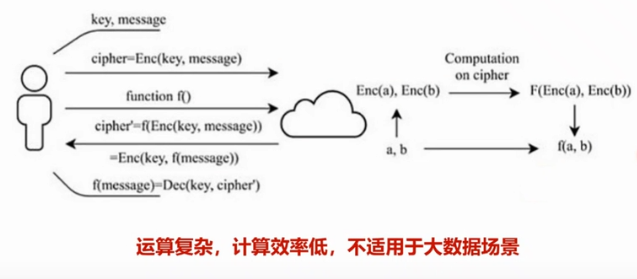 key, message
cipher=Enc(key, message)
function f()
cipher'=f(Enc(key, message))
=Enc(key, f(message))
f(message)=Dec(key, cipher')
Computation
on cipher
Enc(a), Enc(b)
F(Enc(a), Enc(b))
a, b
f(a, b)
运算复杂，计算效率低，不适用于大数据场景